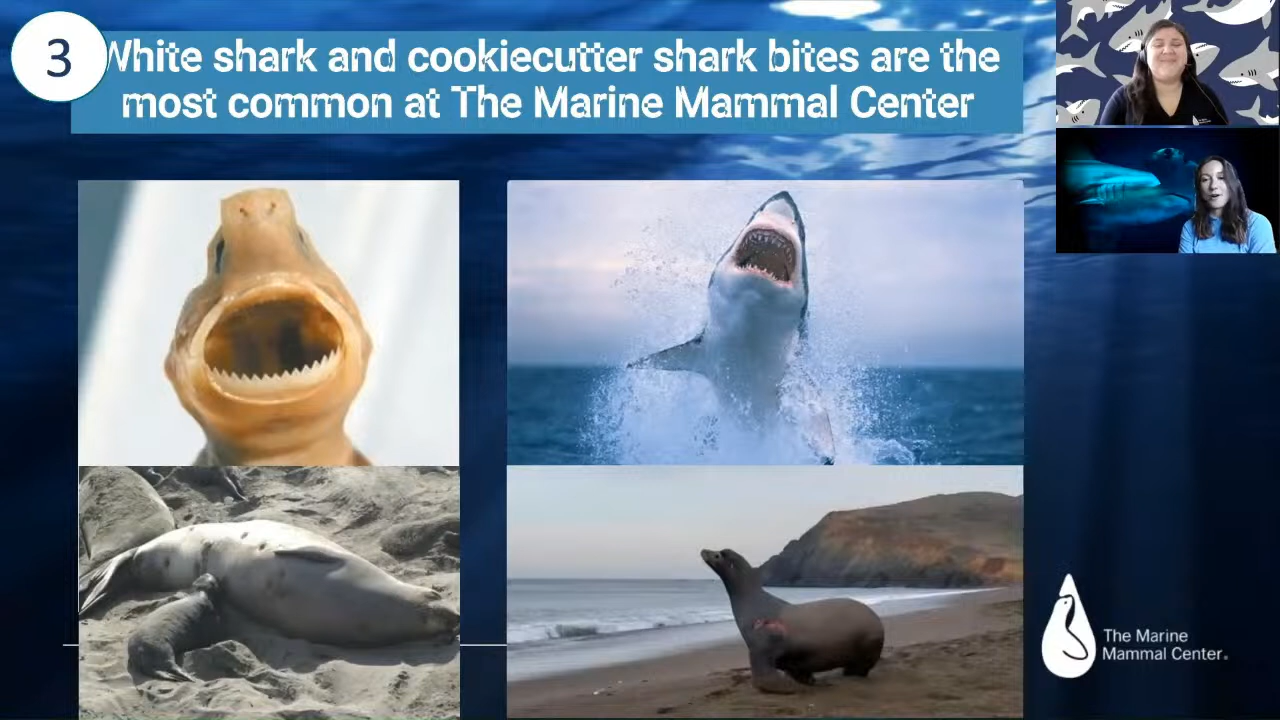 3
White shark and cookiecutter shark bites are the
most common at The Marine Mammal Center
The Marine
Mammal Center.